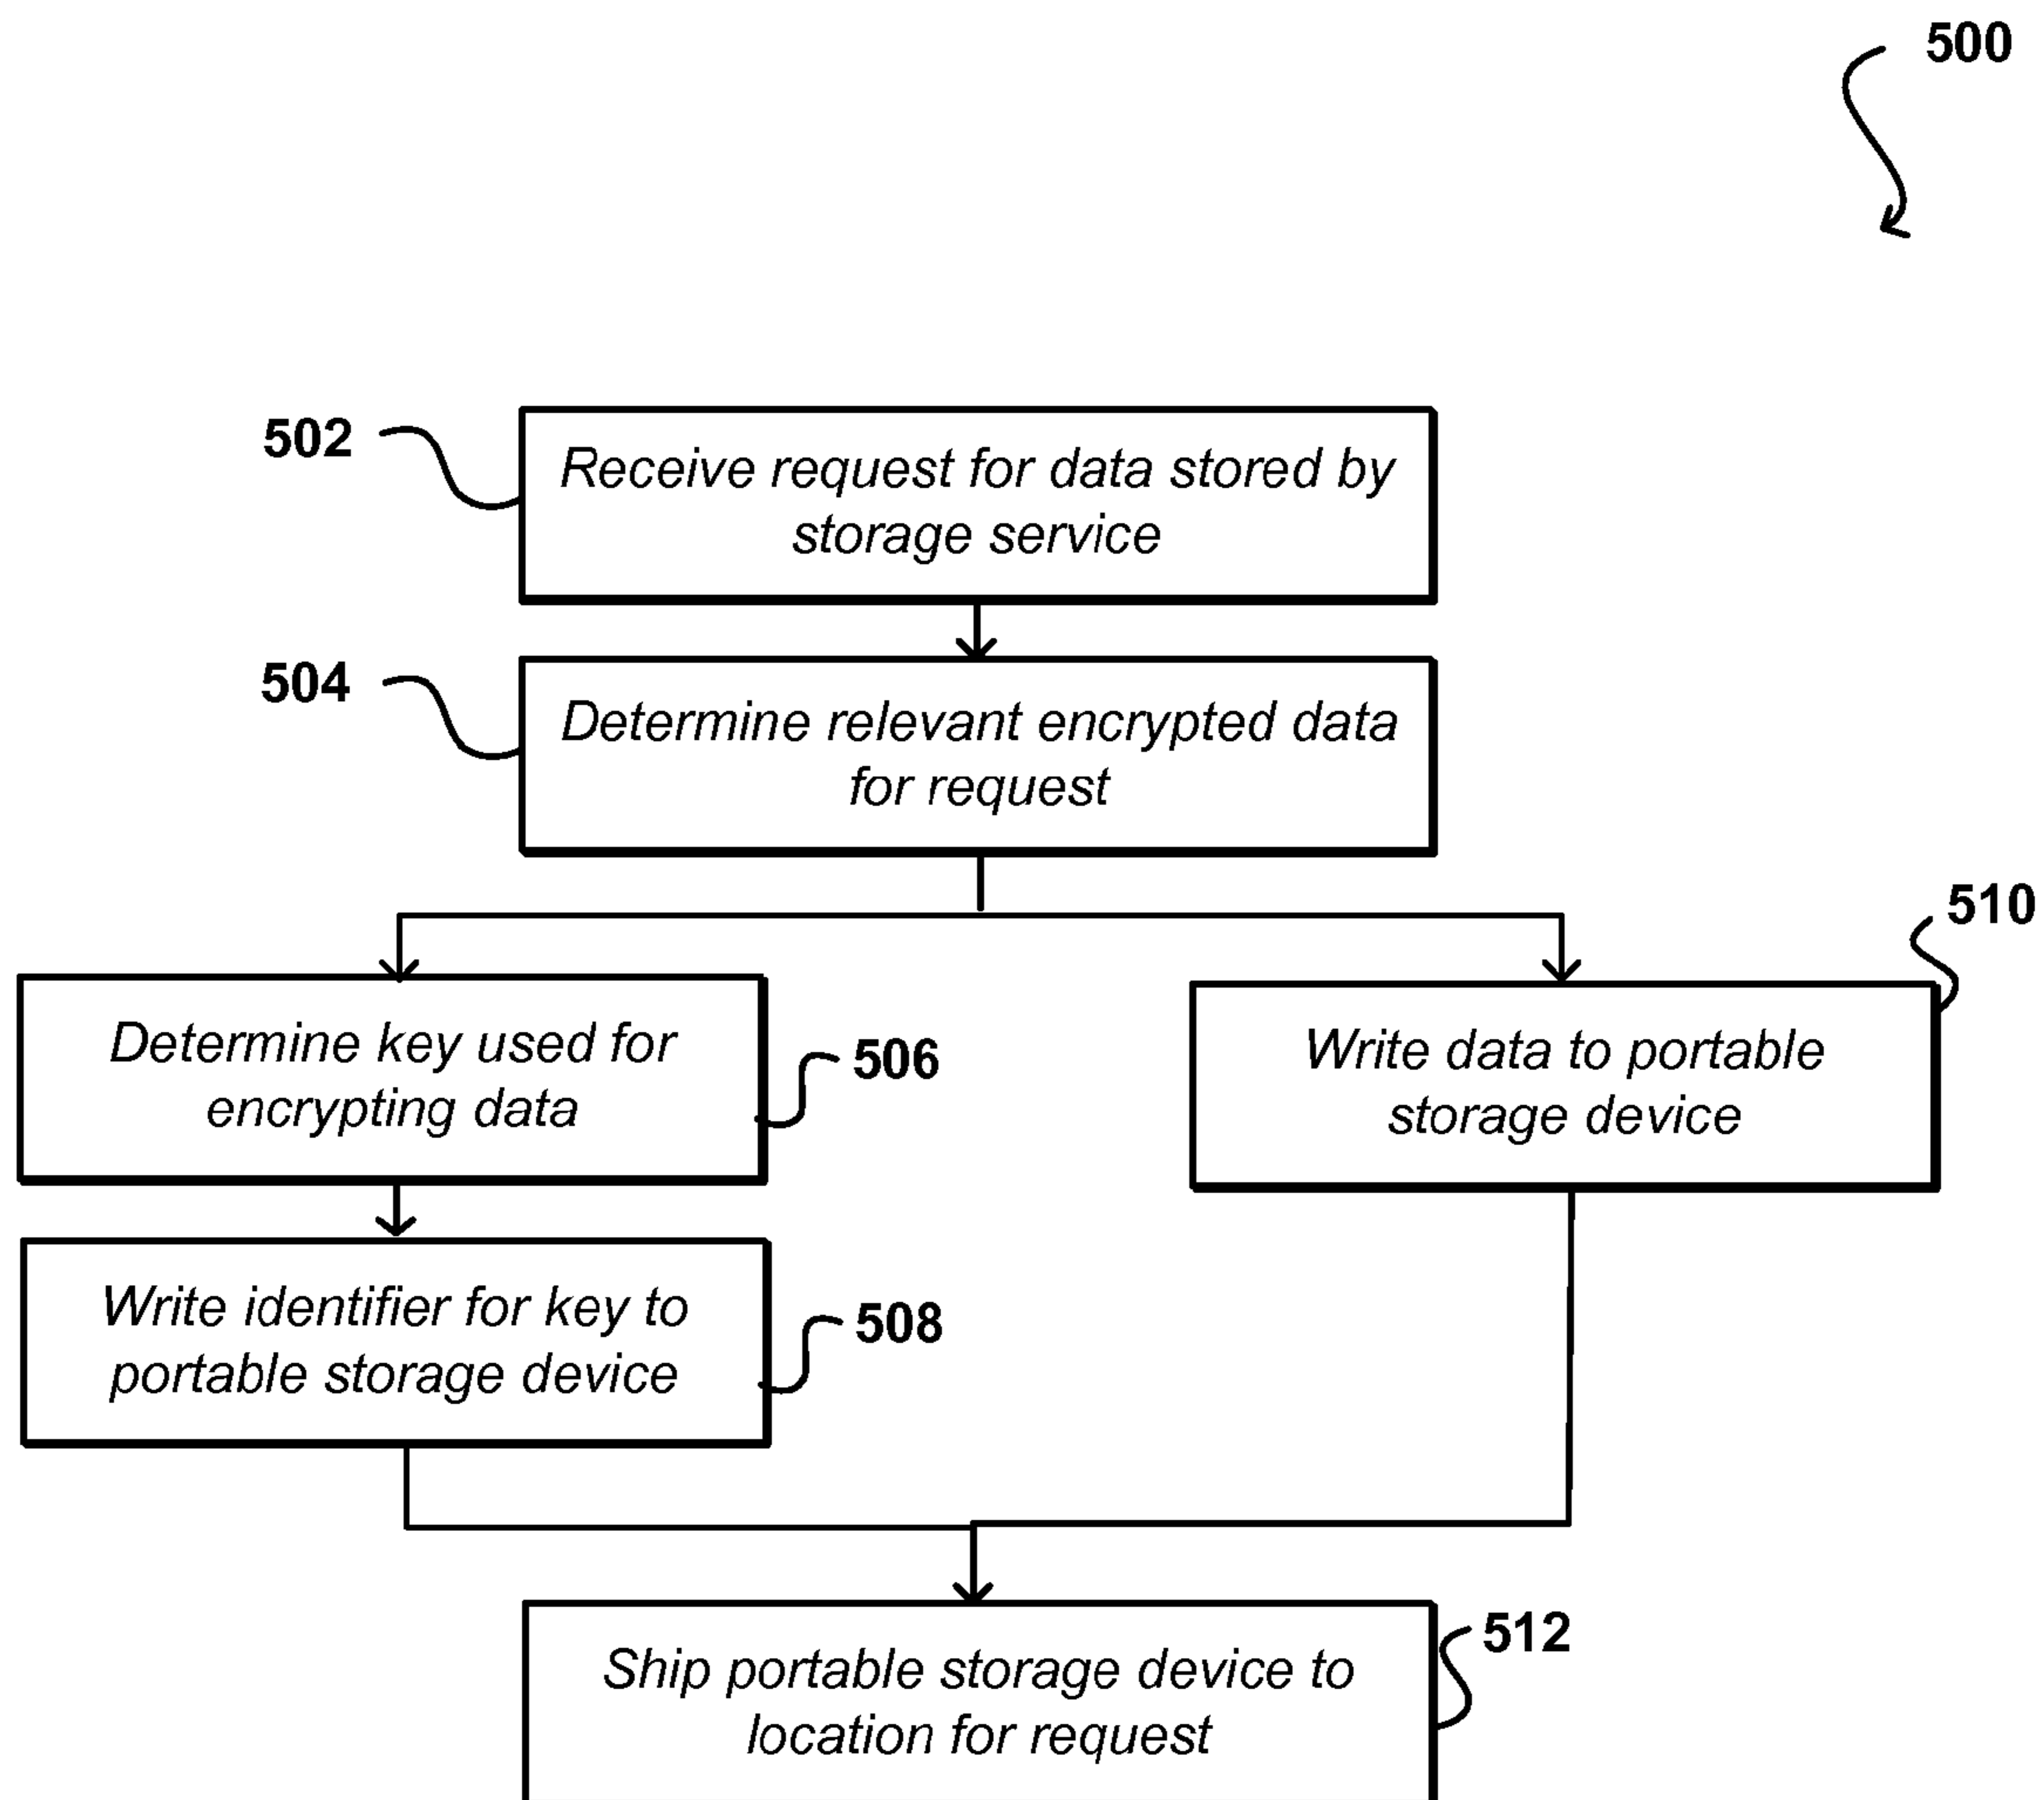 500
502
Receive request for data stored by
storage service
504
Determine relevant encrypted data
for request
510
Determine key used for
encrypting data
506
Write data to portable
storage device
Write identifier for key to
portable storage device
508
Ship portable storage device to
location for request
512